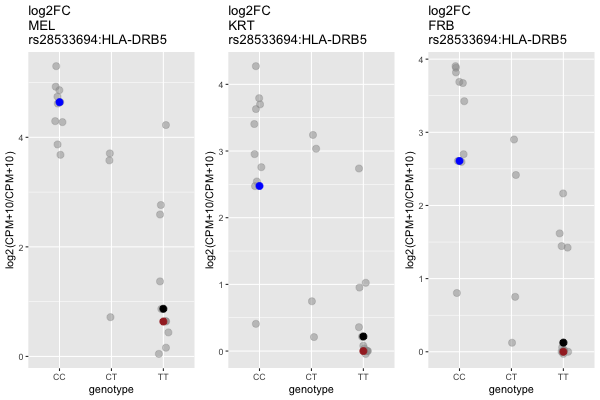 log2FC
MEL
rs28533694:HLA-DRB5
log2(CPM+10/CPM+10)
4
2
0
CC
CT
TT
genotype
log2FC
KRT
rs28533694:HLA-DRB5
log2(CPM+10/CPM+10)
4
3
2
1
0
CC
CT
TT
genotype
log2FC
FRB
rs28533694:HLA-DRB5
log2(CPM+10/CPM+10)
4
3
2
1
0
CC
CT
TT
genotype